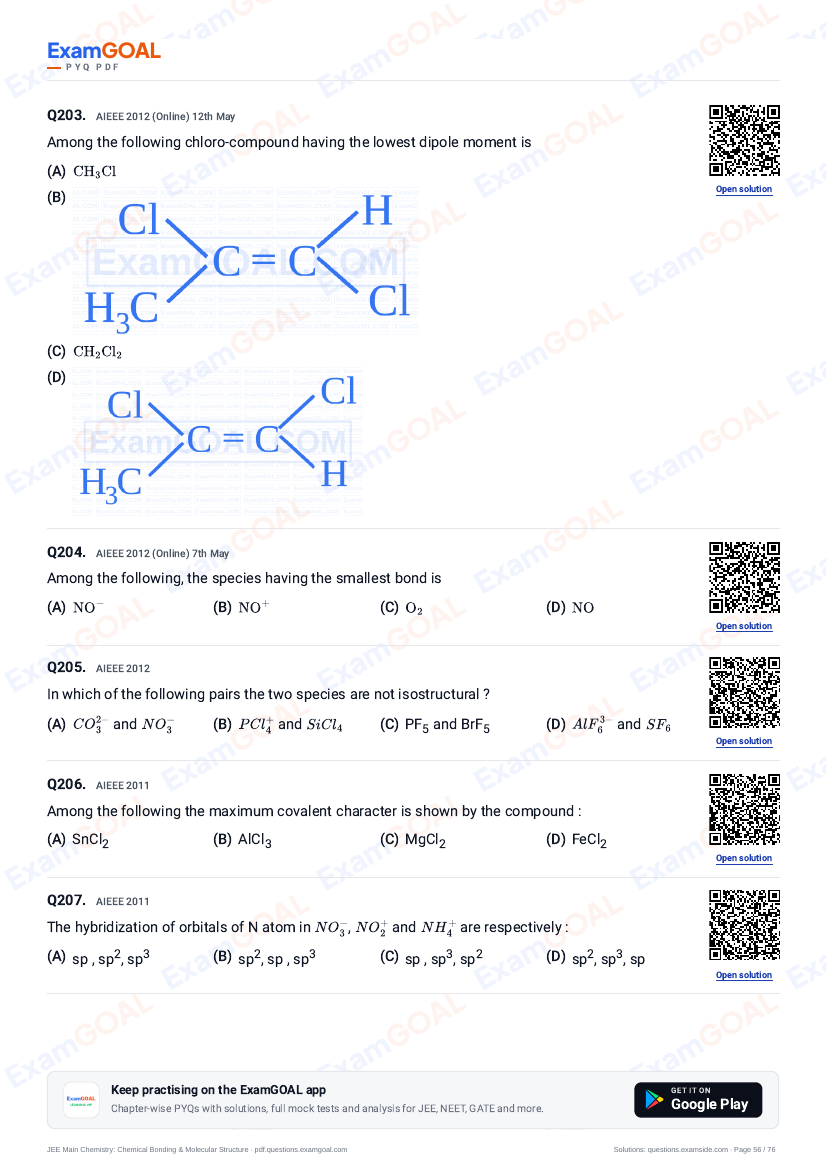 ExamGOAL
PYQ PDF
Q203. AIEEE 2012 (Online) 12th May
Among the following chloro-compound having the lowest dipole moment is
Open solution
(A) CH₃Cl
(B)
Cl H
C = C
H₃C Cl
(C) CH₂Cl₂
(D)
Cl Cl
C = C
H₃C H
Q204. AIEEE 2012 (Online) 7th May
Among the following, the species having the smallest bond is
(A) NO⁻ (B) NO⁺ (C) O₂ (D) NO
Open solution
Q205. AIEEE 2012
In which of the following pairs the two species are not isostructural ?
(A) CO₃²⁻ and NO₃⁻ (B) PCl₄⁺ and SiCl₄ (C) PF₅ and BrF₅ (D) AlF₆³⁻ and SF₆
Open solution
Q206. AIEEE 2011
Among the following the maximum covalent character is shown by the compound :
(A) SnCl₂ (B) AlCl₃ (C) MgCl₂ (D) FeCl₂
Open solution
Q207. AIEEE 2011
The hybridization of orbitals of N atom in NO₃⁻, NO₂⁺ and NH₄⁺ are respectively :
(A) sp , sp², sp³ (B) sp², sp , sp³ (C) sp , sp³, sp² (D) sp², sp³, sp
Open solution
Keep practising on the ExamGOAL app
Chapter-wise PYQs with solutions, full mock tests and analysis for JEE, NEET, GATE and more.
GET IT ON
Google Play
JEE Main Chemistry: Chemical Bonding & Molecular Structure · pdf.questions.examgoal.com
Solutions: questions.examside.com · Page 56 / 76